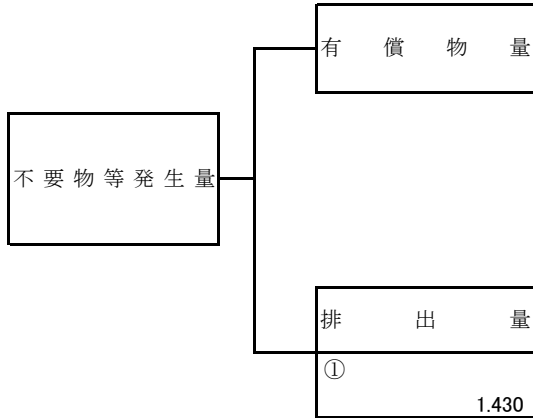 有償物量
不要物等発生量
排出量
①
1.430